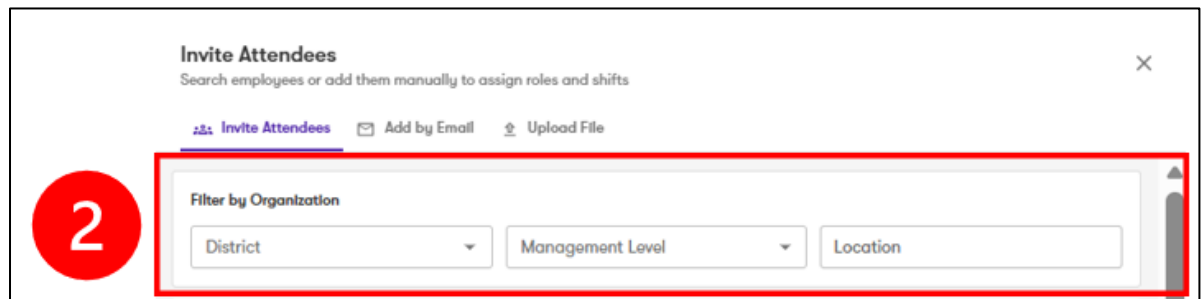 Invite Attendees
Search employees or add them manually to assign roles and shifts
Invite Attendees Add by Email Upload File
2
Filter by Organization
District Management Level Location